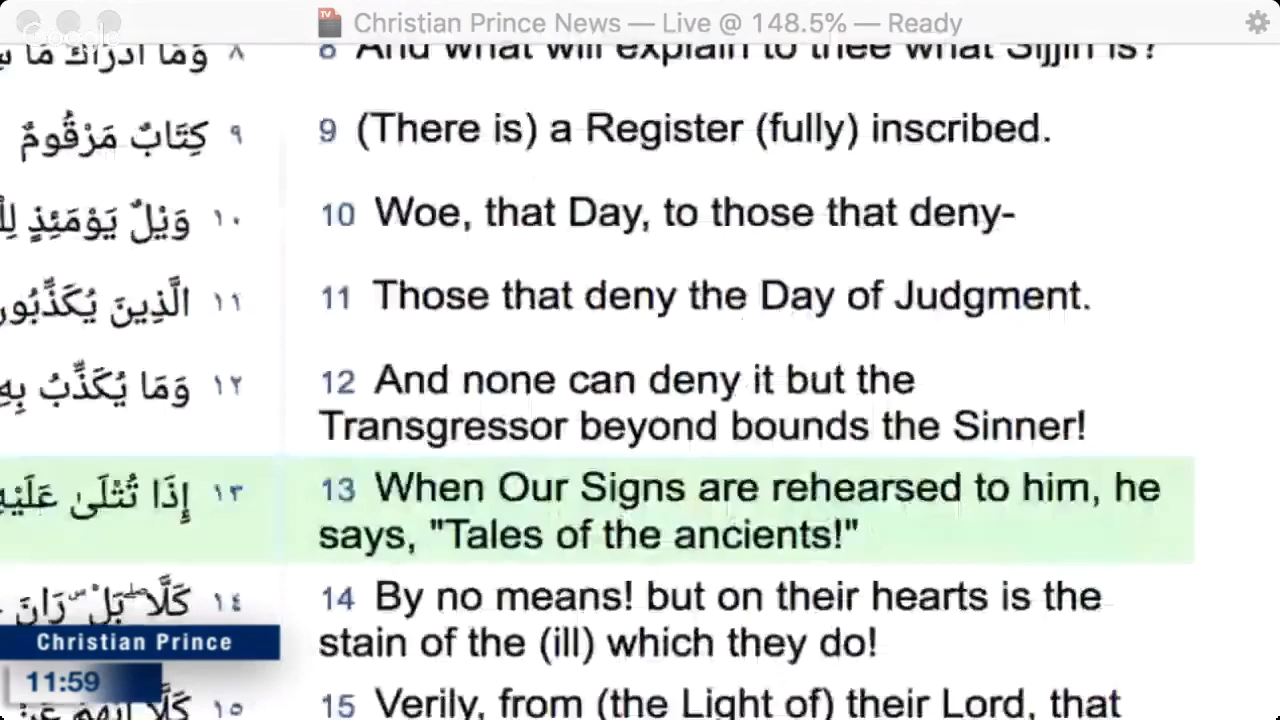 Christian Prince News — Live @ 148.5% — Ready
Google
وَمَا أَدْرَاكَ مَا ٨
8 And what will explain to thee what Sijjin is?
كِتَابٌ مَرْقُومٌ ٩
9 (There is) a Register (fully) inscribed.
وَيْلٌ يَوْمَئِذٍ ١٠
10 Woe, that Day, to those that deny-
الَّذِينَ ١١
11 Those that deny the Day of Judgment.
وَمَا يُكَذِّبُ بِهِ ١٢
12 And none can deny it but the
Transgressor beyond bounds the Sinner!
إِذَا تُتْلَىٰ ١٣
13 When Our Signs are rehearsed to him, he
says, "Tales of the ancients!"
كَلَّا ۖ بَلْ ۜ رَانَ ١٤
14 By no means! but on their hearts is the
stain of the (ill) which they do!
Christian Prince
11:59
كَلَّا إِنَّهُمْ ١٥
15 Verily, from (the Light of) their Lord, that